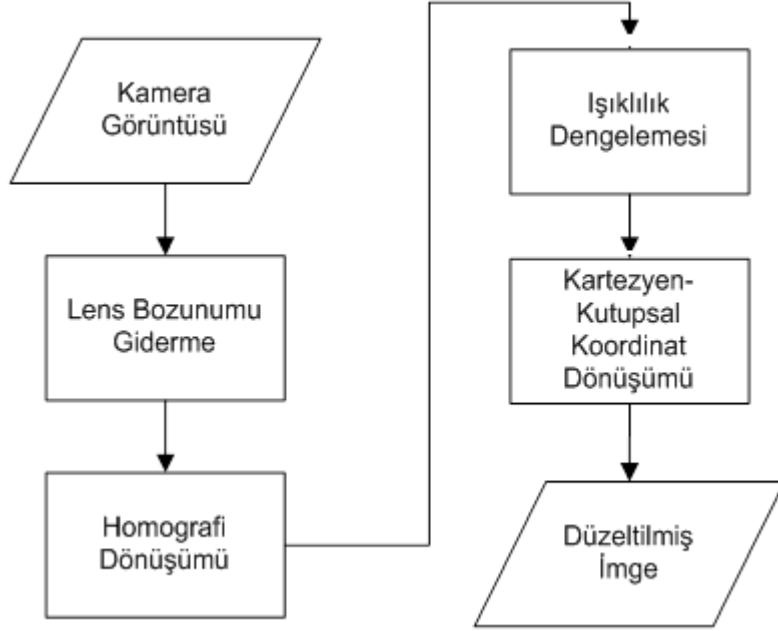 Kamera
Görüntüsü
Lens Bozunumu
Giderme
Homografi
Dönüşümü
Işıklılık
Dengelemesi
Kartezyen-
Kutupsal
Koordinat
Dönüşümü
Düzeltilmiş
İmge